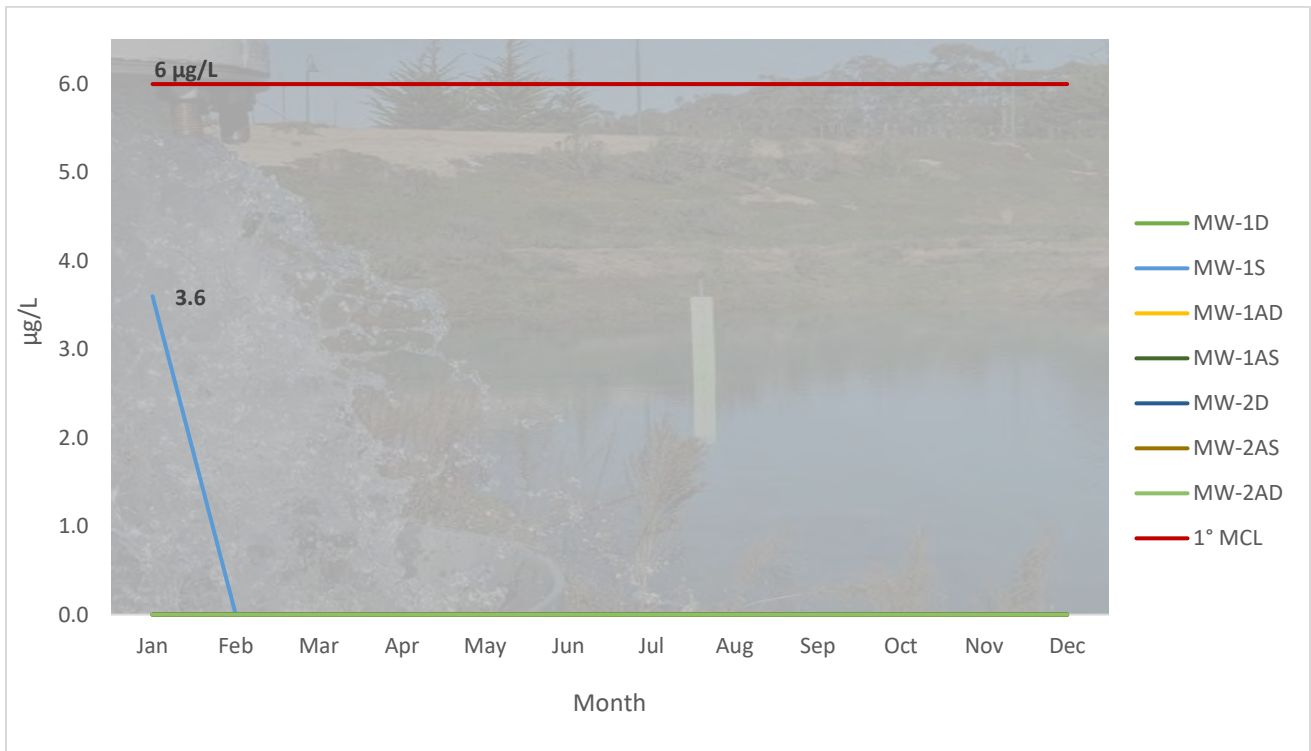 6 µg/L
6.0
5.0
4.0
3.6
3.0
2.0
1.0
0.0
µg/L
Jan Feb Mar Apr May Jun Jul Aug Sep Oct Nov Dec
Month
MW-1D
MW-1S
MW-1AD
MW-1AS
MW-2D
MW-2AS
MW-2AD
1° MCL